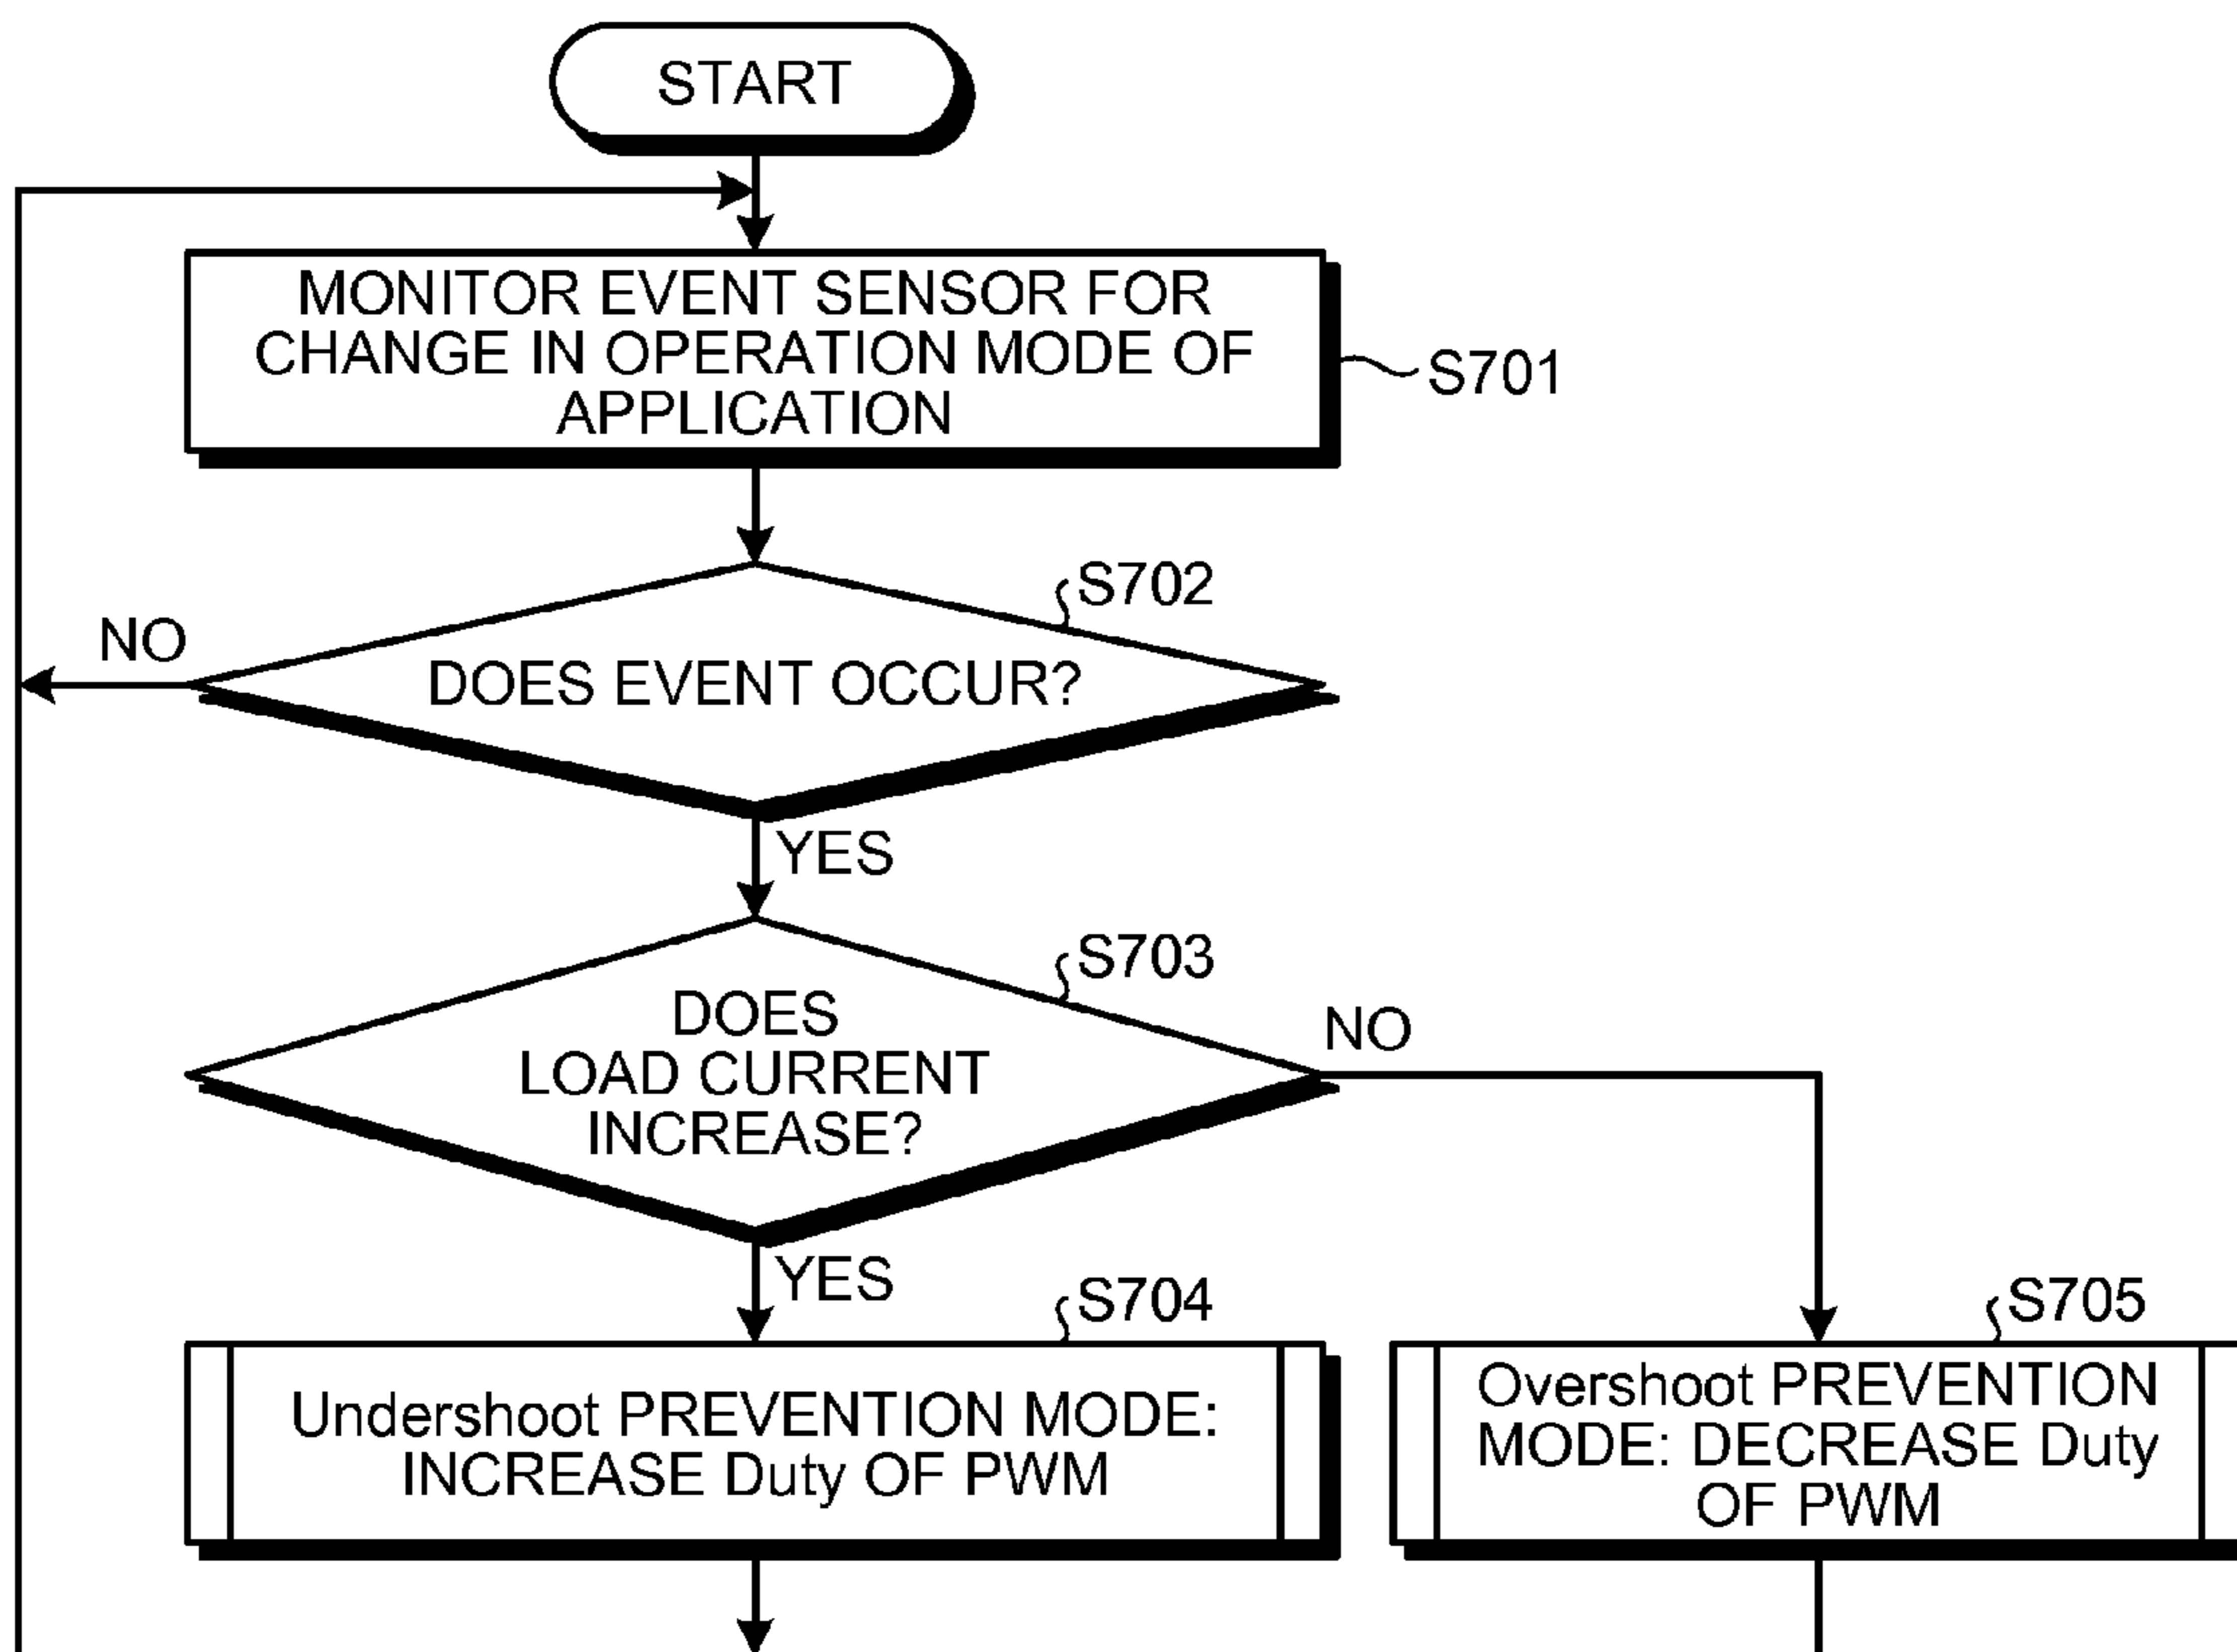 START
MONITOR EVENT SENSOR FOR
CHANGE IN OPERATION MODE OF
APPLICATION
S701
S702
NO
DOES EVENT OCCUR?
YES
S703
DOES
LOAD CURRENT
INCREASE?
NO
YES
S704
Undershoot PREVENTION MODE:
INCREASE Duty OF PWM
S705
Overshoot PREVENTION
MODE: DECREASE Duty
OF PWM